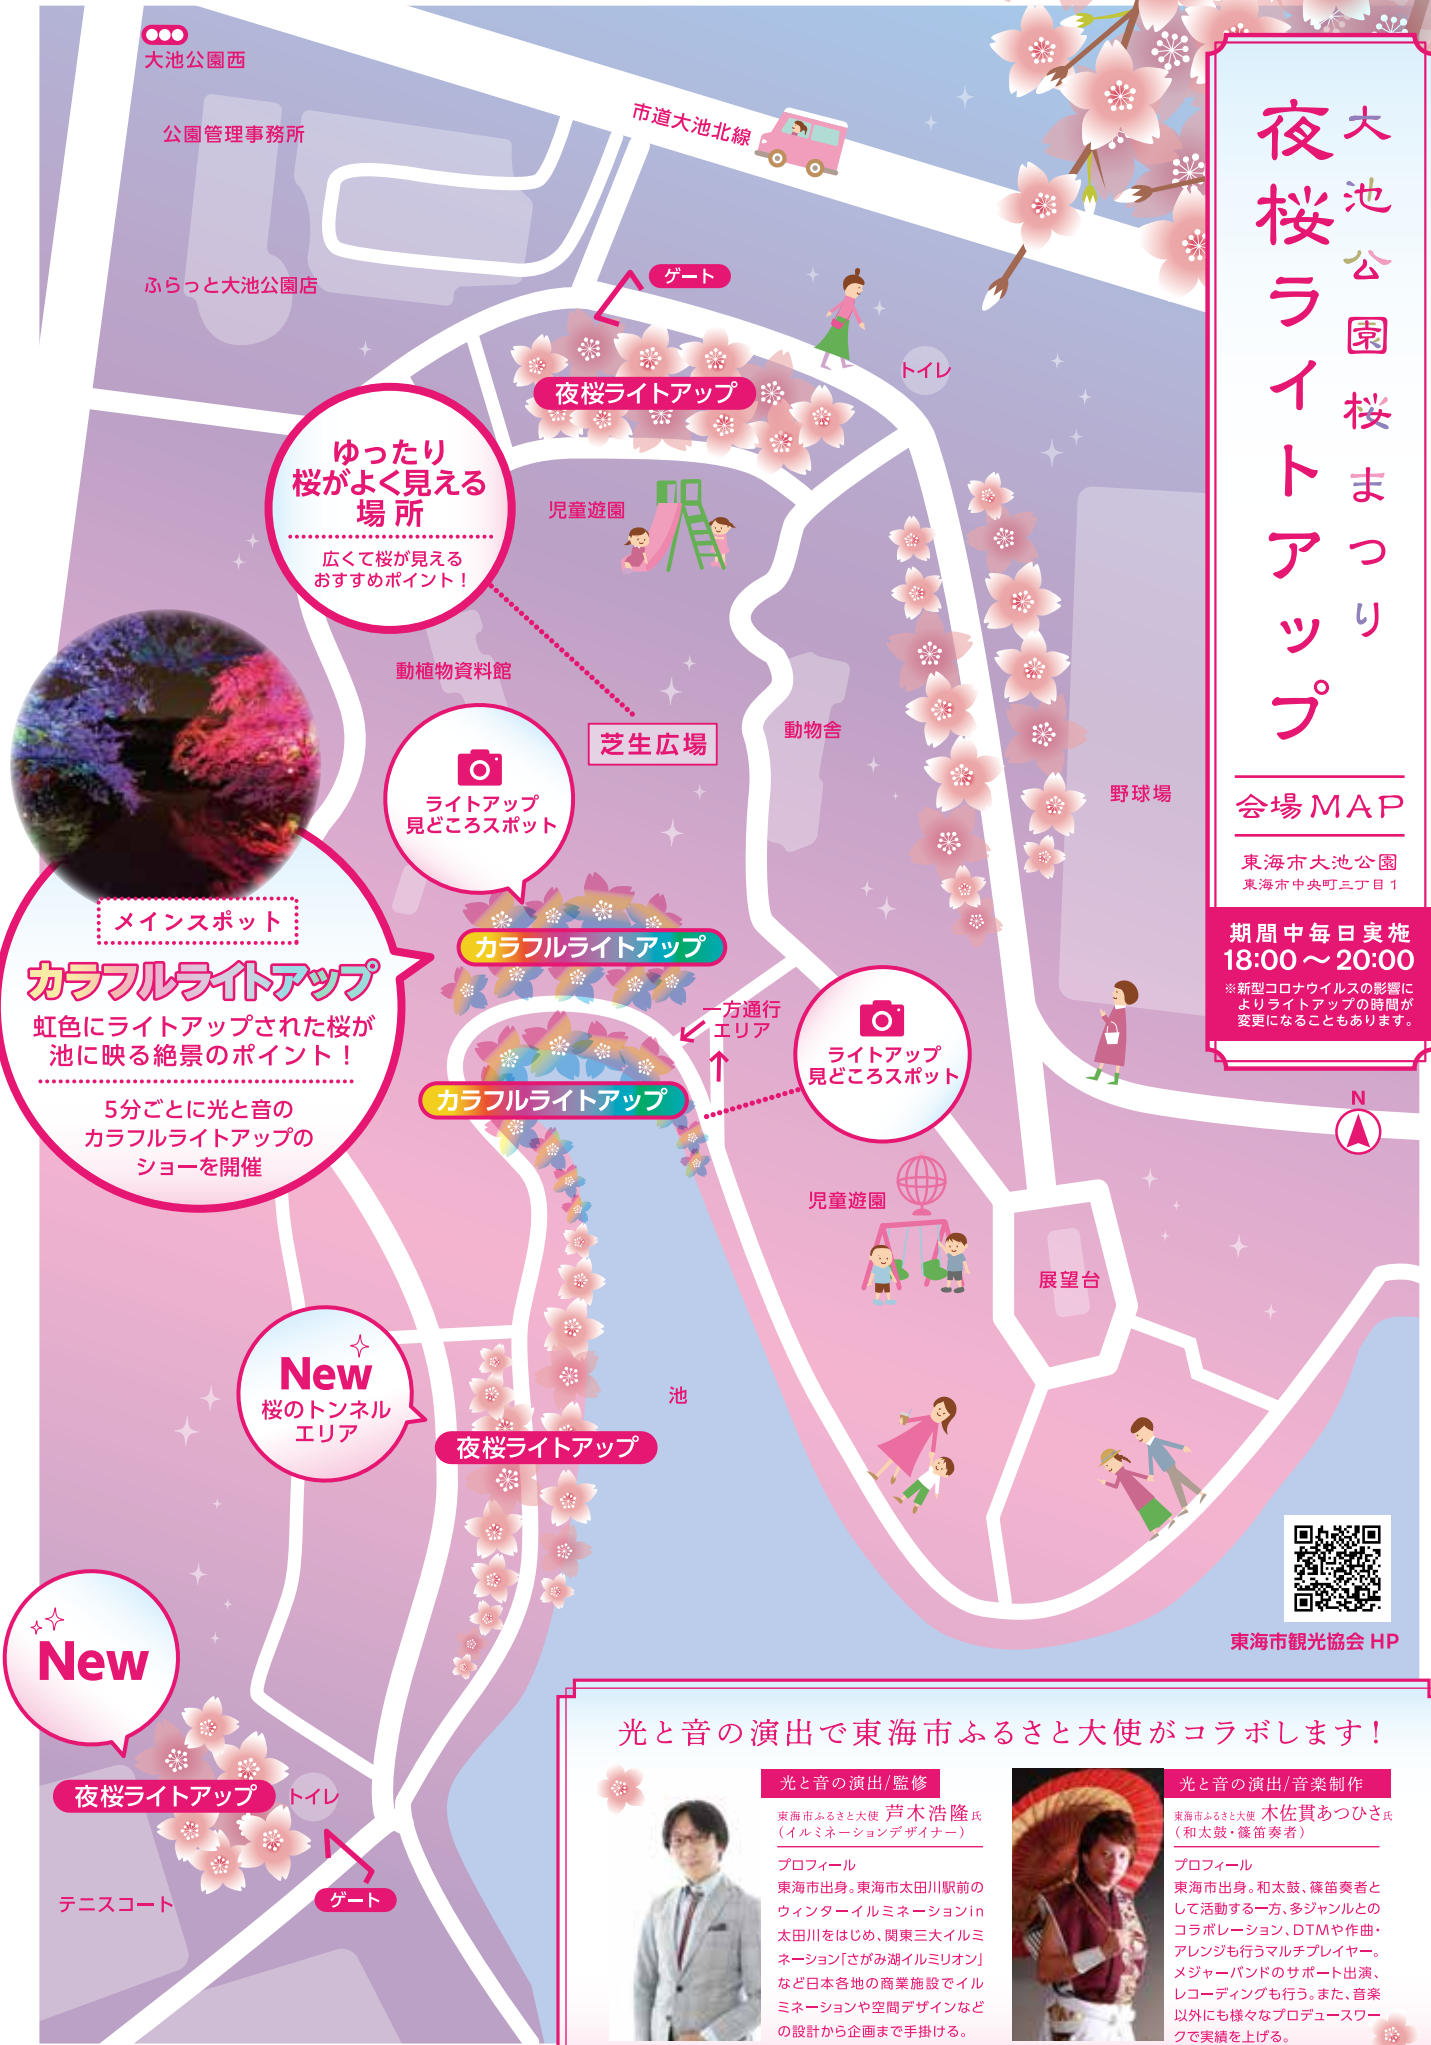 大池公園桜まつり
夜桜ライトアップ
会場MAP
東海市大池公園
東海市中央町三丁目1
期間中毎日実施
18:00～20:00
※新型コロナウイルスの影響に
よりライトアップの時間が
変更になることもあります。
N
大池公園西
公園管理事務所
市道大池北線
ふらっと大池公園店
ゲート
トイレ
夜桜ライトアップ
ゆったり
桜がよく見える
場所
広くて桜が見える
おすすめポイント！
児童遊園
動植物資料館
芝生広場
動物舎
野球場
ライトアップ
見どころスポット
メインスポット
カラフルライトアップ
虹色にライトアップされた桜が
池に映る絶景のポイント！
5分ごとに光と音の
カラフルライトアップの
ショーを開催
カラフルライトアップ
一方通行
エリア
ライトアップ
見どころスポット
カラフルライトアップ
児童遊園
展望台
New
桜のトンネル
エリア
池
夜桜ライトアップ
New
夜桜ライトアップ
トイレ
ゲート
テニスコート
東海市観光協会 HP
光と音の演出で東海市ふるさと大使がコラボします！
光と音の演出/監修
東海市ふるさと大使 芦木浩隆氏
（イルミネーションデザイナー）
プロフィール
東海市出身。東海市太田川駅前の
ウィンターイルミネーションin
太田川をはじめ、関東三大イルミ
ネーション「さがみ湖イルミリオン」
など日本各地の商業施設でイル
ミネーションや空間デザインなど
の設計から企画まで手掛ける。
光と音の演出/音楽制作
東海市ふるさと大使 木佐貫あつひさ氏
（和太鼓・篠笛奏者）
プロフィール
東海市出身。和太鼓、篠笛奏者と
して活動する一方、多ジャンルとの
コラボレーション、DTMや作曲・
アレンジも行うマルチプレイヤー。
メジャーバンドのサポート出演、
レコーディングも行う。また、音楽
以外にも様々なプロデュースワー
クで実績を上げる。